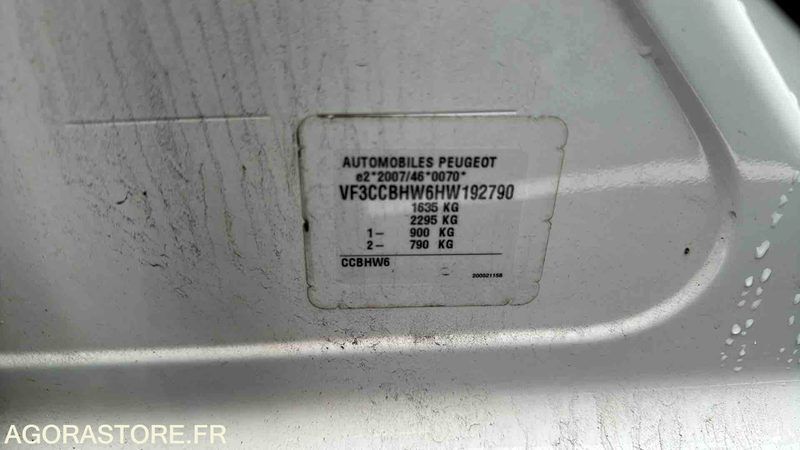 AUTOMOBILES PEUGEOT
e2*2007/46*0070*
VF3CCBHW6HW192790
1635 KG
2295 KG
1- 900 KG
2- 790 KG
CCBHW6
200521158
AGORASTORE.FR